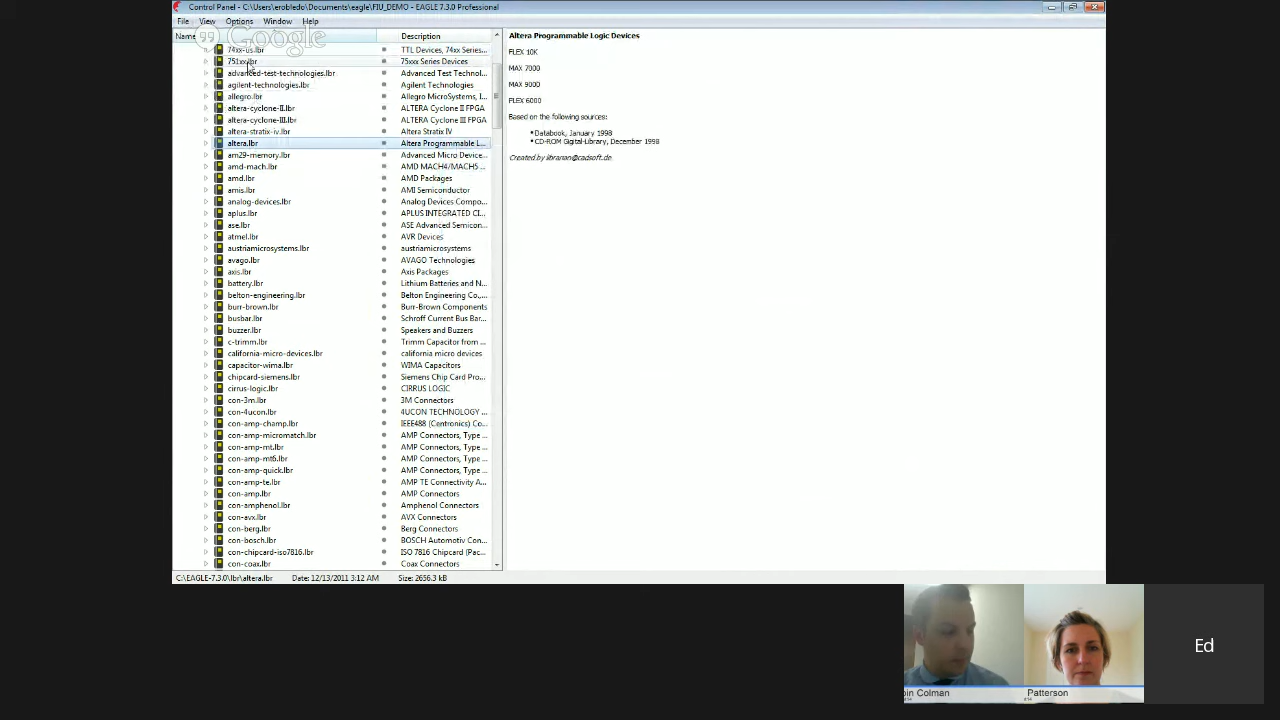 Control Panel - C:\Users\erobledo\Documents\eagle\FIU_DEMO - EAGLE 7.3.0 Professional
File View Options Window Help
Google
Name Description
74xx-us.lbr TTL Devices, 74xx Series...
751xx.lbr 75xxx Series Devices
advanced-test-technologies.lbr Advanced Test Technol...
agilent-technologies.lbr Agilent Technologies
allegro.lbr Allegro MicroSystems, I...
altera-cyclone-II.lbr ALTERA Cyclone II FPGA
altera-cyclone-III.lbr ALTERA Cyclone III FPGA
altera-stratix-iv.lbr Altera Stratix IV
altera.lbr Altera Programmable L...
am29-memory.lbr Advanced Micro Device...
amd-mach.lbr AMD MACH4/MACH5 ...
amd.lbr AMD Packages
amis.lbr AMI Semiconductor
analog-devices.lbr Analog Devices Compo...
aplus.lbr APLUS INTEGRATED CI...
ase.lbr ASE Advanced Semicon...
atmel.lbr AVR Devices
austriamicrosystems.lbr austriamicrosystems
avago.lbr AVAGO Technologies
axis.lbr Axis Packages
battery.lbr Lithium Batteries and N...
belton-engineering.lbr Belton Engineering Co,...
burr-brown.lbr Burr-Brown Components
busbar.lbr Schroff Current Bus Bar...
buzzer.lbr Speakers and Buzzers
c-trimm.lbr Trimm Capacitor from ...
california-micro-devices.lbr california micro devices
capacitor-wima.lbr WIMA Capacitors
chipcard-siemens.lbr Siemens Chip Card Pro...
cirrus-logic.lbr CIRRUS LOGIC
con-3m.lbr 3M Connectors
con-4ucon.lbr 4UCON TECHNOLOGY ...
con-amp-champ.lbr IEEE488 (Centronics) Co...
con-amp-micromatch.lbr AMP Connectors, Type ...
con-amp-mt.lbr AMP Connectors, Type ...
con-amp-mt6.lbr AMP Connectors, Type ...
con-amp-quick.lbr AMP Connectors, Type ...
con-amp-te.lbr AMP TE Connectivity A...
con-amp.lbr AMP Connectors
con-amphenol.lbr Amphenol Connectors
con-avx.lbr AVX Connectors
con-berg.lbr Berg Connectors
con-bosch.lbr BOSCH Automotiv Con...
con-chipcard-iso7816.lbr ISO 7816 Chipcard (Pac...
con-coax.lbr Coax Connectors
Altera Programmable Logic Devices
FLEX 10K
MAX 7000
MAX 9000
FLEX 6000
Based on the following sources:
Databook, January 1998
CD-ROM Digital-Library, December 1998
Created by librarian@cadsoft.de
C:\EAGLE-7.3.0\lbr\altera.lbr Date: 12/13/2011 3:12 AM Size: 2656.3 kB
Ed
Colman
Patterson